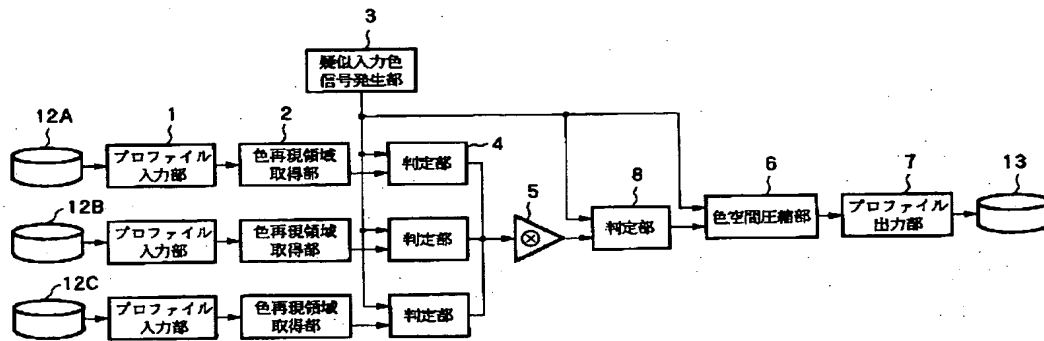 3
疑似入力色
信号発生部
12A
1
2
4
プロファイル
入力部
色再現領域
取得部
判定部
5
8
6
7
13
12B
プロファイル
入力部
色再現領域
取得部
判定部
⊗
判定部
色空間圧縮部
プロファイル
出力部
12C
プロファイル
入力部
色再現領域
取得部
判定部